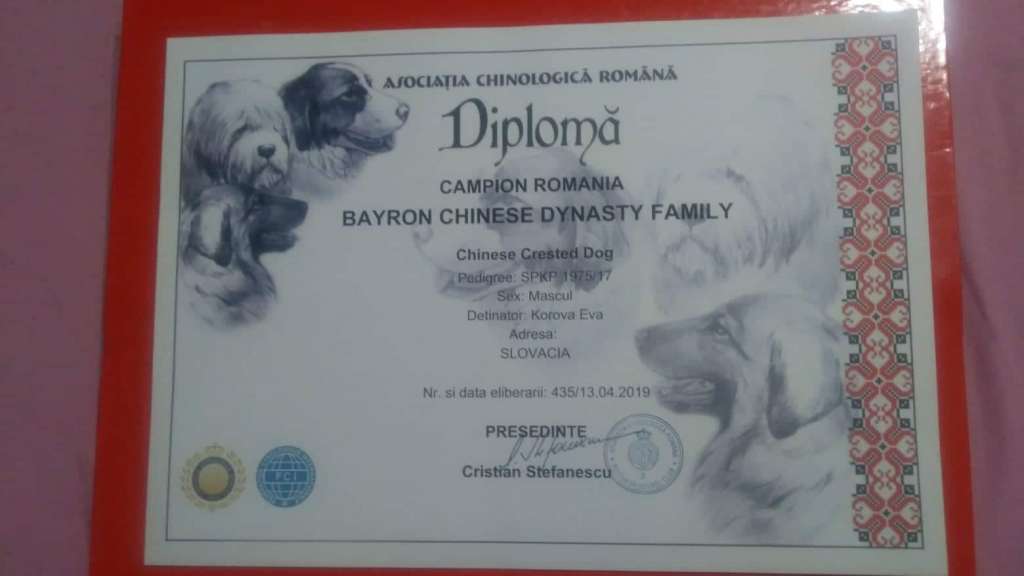 ASOCIAȚIA CHINOLOGICĂ ROMÂNĂ
Diplomă
CAMPION ROMANIA
BAYRON CHINESE DYNASTY FAMILY
Chinese Crested Dog
Pedigree: SPKP 1975/17
Sex: Mascul
Detinator: Korova Eva
Adresa:
SLOVACIA
Nr. si data eliberarii: 435/13.04.2019
PRESEDINTE
Cristian Stefanescu
FCI